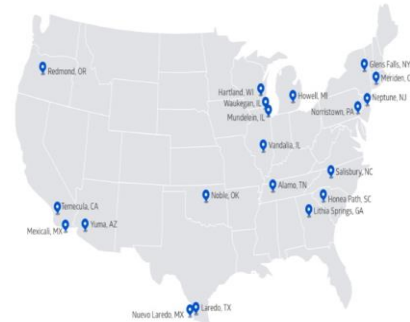 Glens Falls, NY
Redmond, OR
Meriden, C
Hartland, WI
Howell, MI
Neptune, NJ
Waukegan, IL
Norristown, PA
Mundelein, IL
Vandalia, IL
Salisbury, NC
Alamo, TN
Noble, OK
Honea Path, SC
Temecula, CA
Lithia Springs, GA
Yuma, AZ
Mexicali, MX
Laredo, TX
Nuevo Laredo, MX